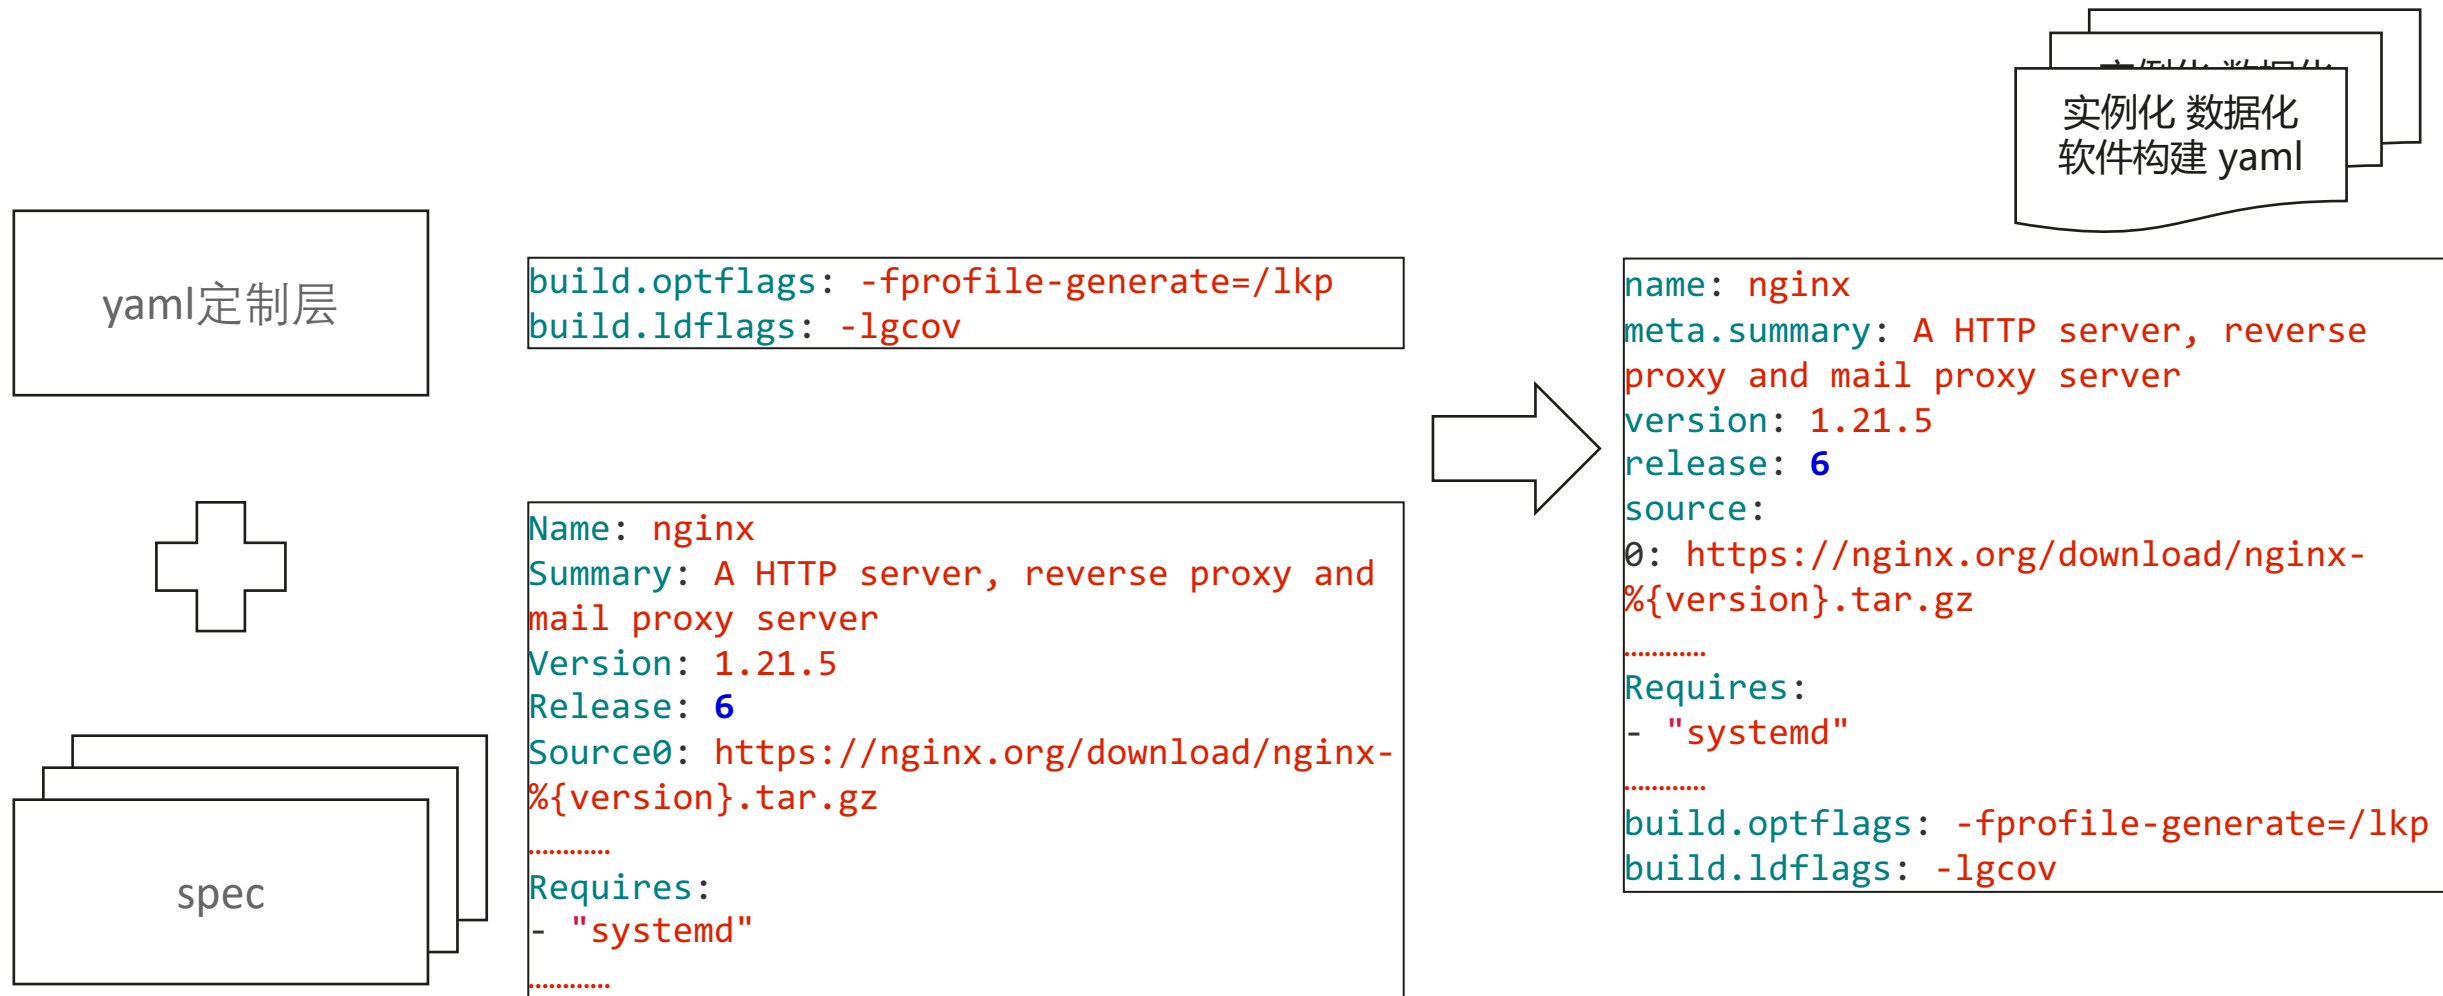 实例化 数据化
软件构建 yaml
yaml定制层
build.optflags: -fprofile-generate=/lkp
build.ldflags: -lgcov
spec
Name: nginx
Summary: A HTTP server, reverse proxy and
mail proxy server
Version: 1.21.5
Release: 6
Source0: https://nginx.org/download/nginx-
%{version}.tar.gz
…………
Requires:
- "systemd"
…………
name: nginx
meta.summary: A HTTP server, reverse
proxy and mail proxy server
version: 1.21.5
release: 6
source:
0: https://nginx.org/download/nginx-
%{version}.tar.gz
…………
Requires:
- "systemd"
…………
build.optflags: -fprofile-generate=/lkp
build.ldflags: -lgcov